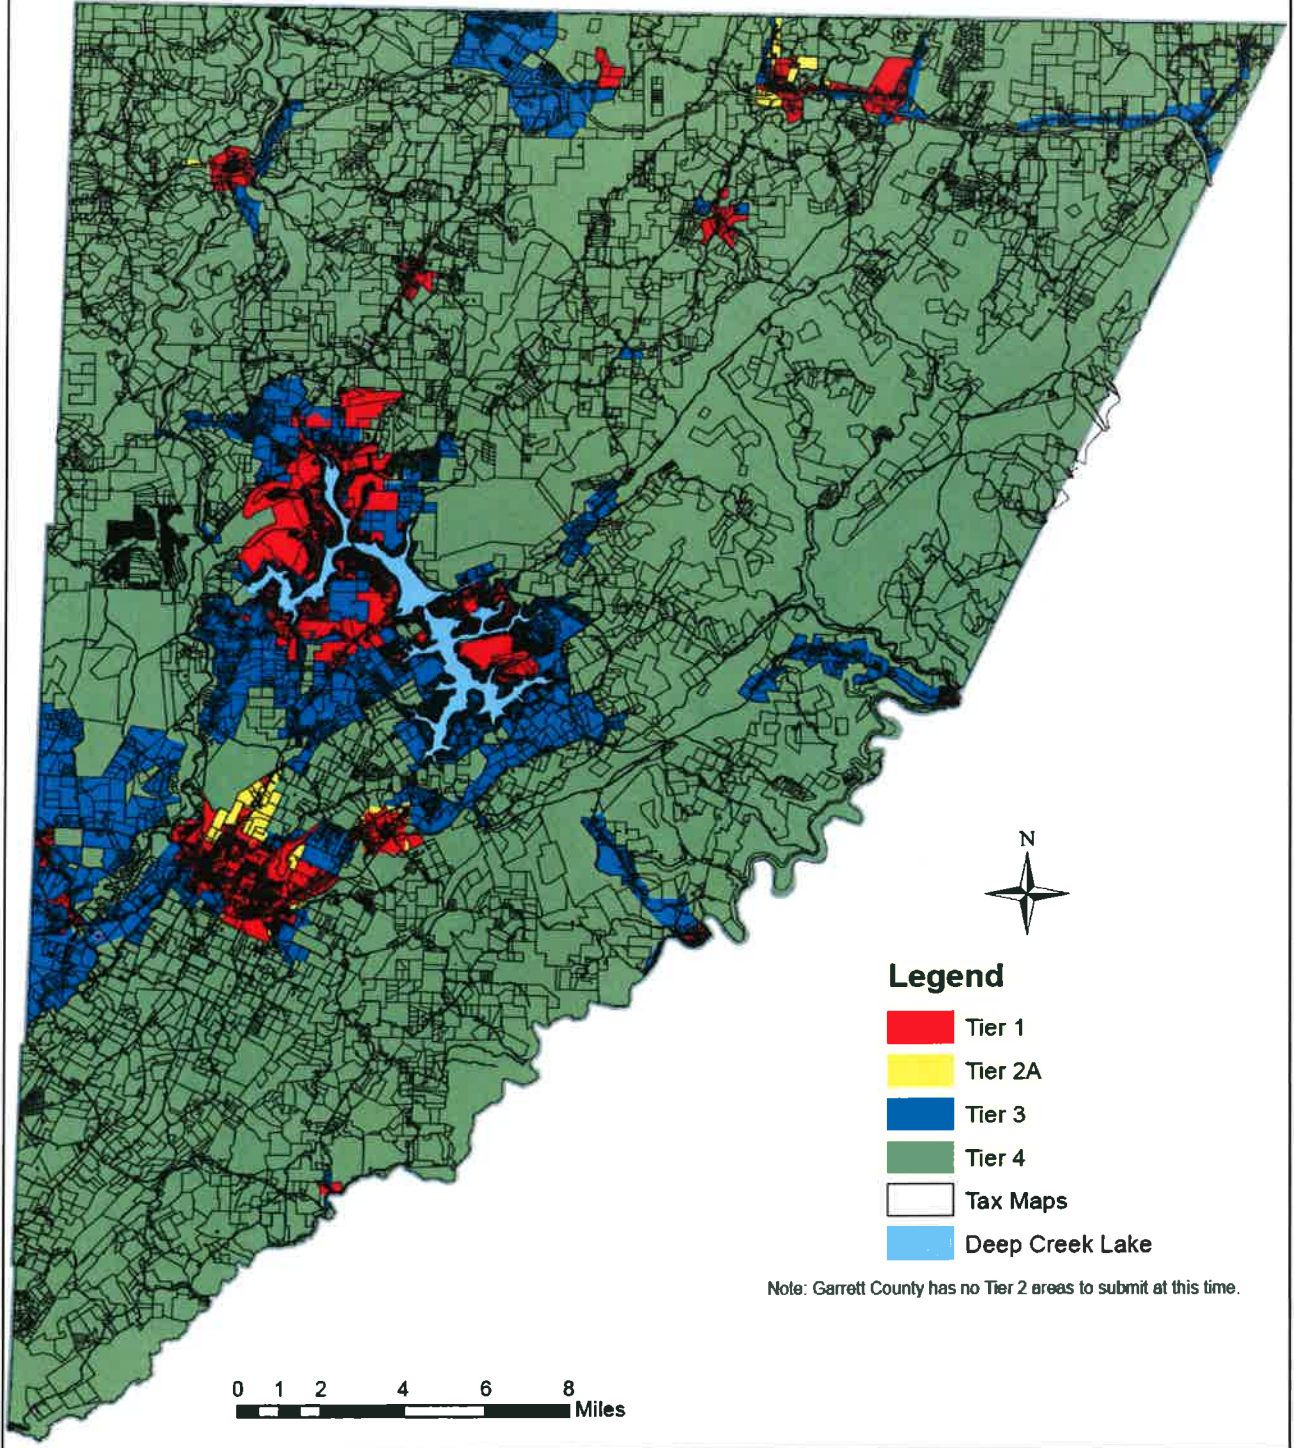 N
Legend
Tier 1
Tier 2A
Tier 3
Tier 4
Tax Maps
Deep Creek Lake
Note: Garrett County has no Tier 2 areas to submit at this time.
0 1 2 4 6 8
Miles